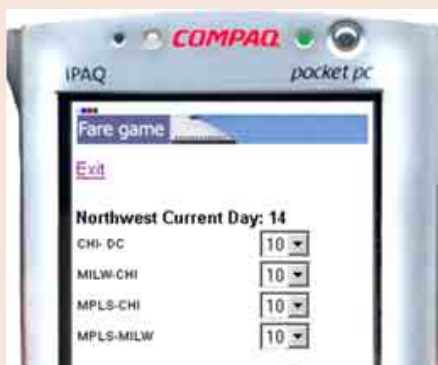 COMPAQ
iPAQ pocket pc
Fare game
Exit
Northwest Current Day: 14
CHI- DC 10
MILW-CHI 10
MPLS-CHI 10
MPLS-MILW 10